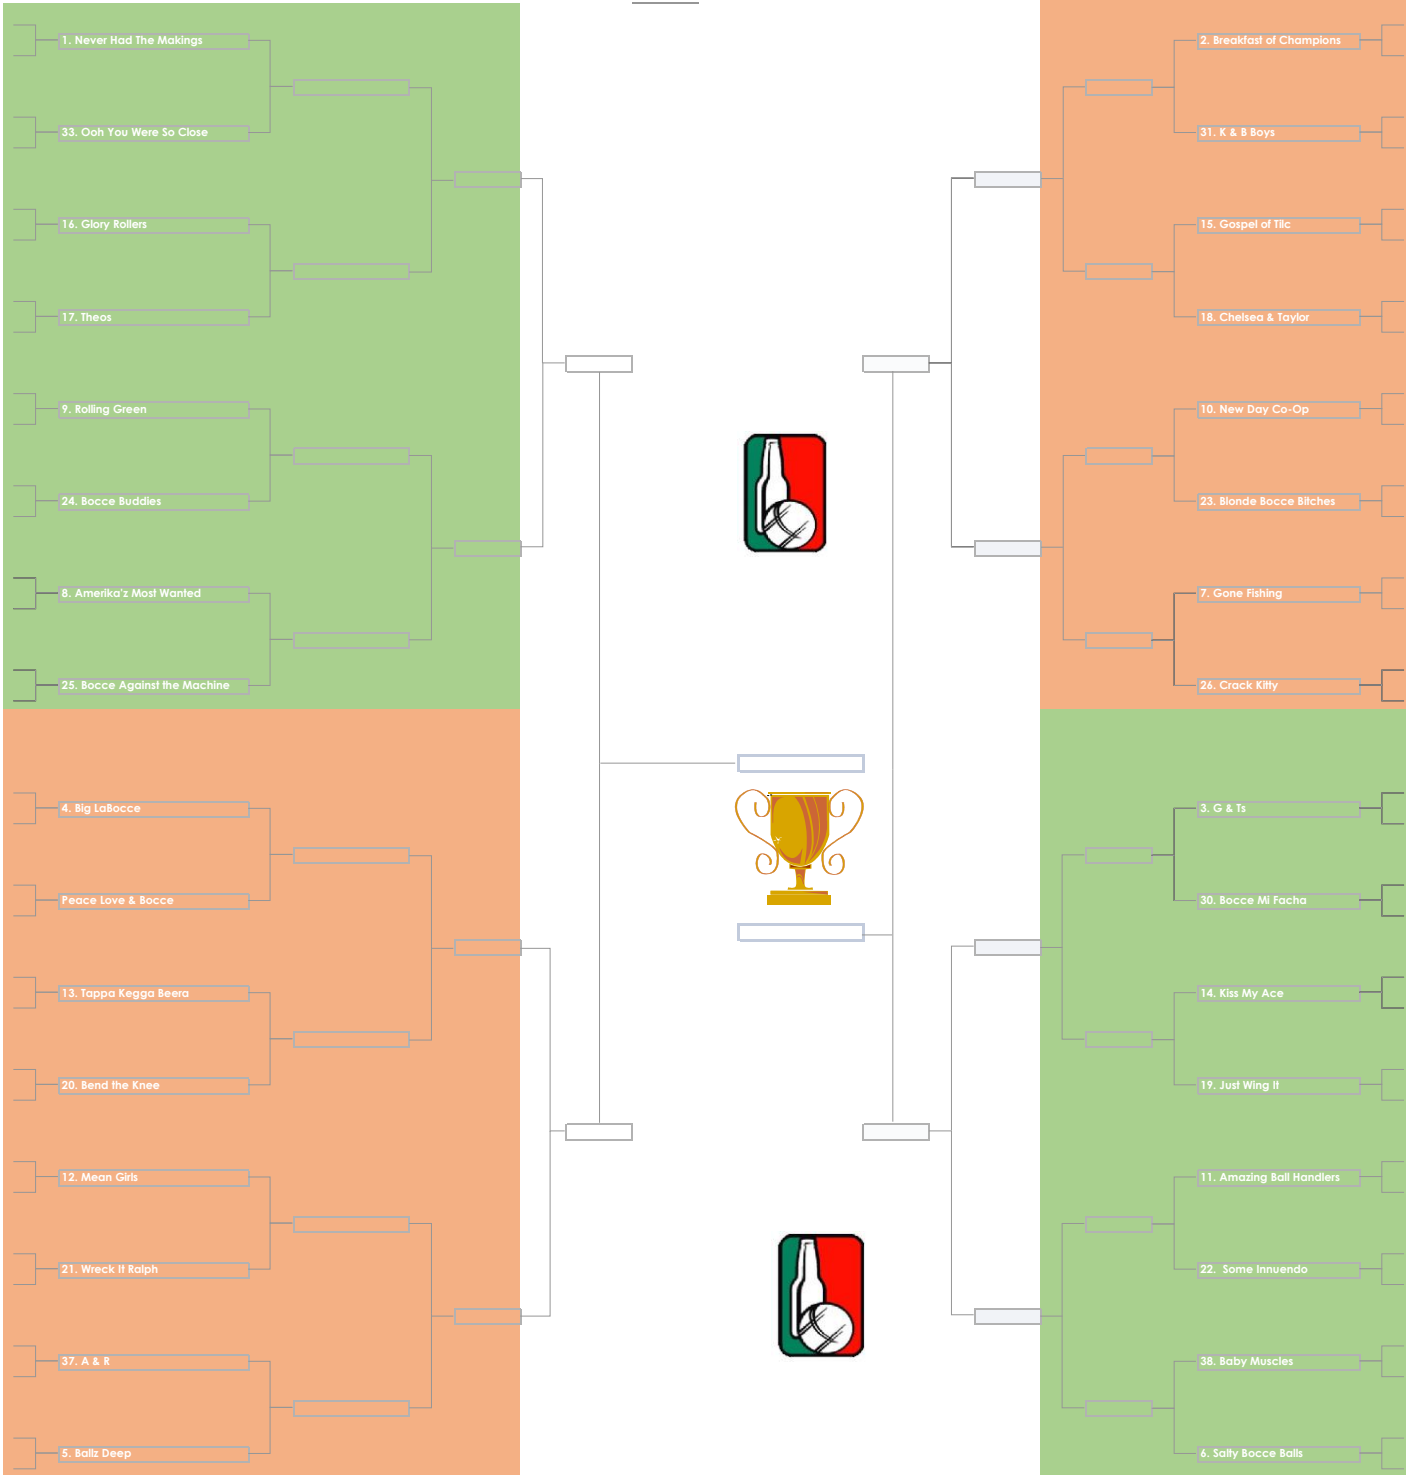 1. Never Had The Makings
33. Ooh You Were So Close
16. Glory Rollers
17. Theos
9. Rolling Green
24. Bocce Buddies
8. Amerika'z Most Wanted
25. Bocce Against the Machine
4. Big LaBocce
Peace Love & Bocce
13. Tappa Kegga Beera
20. Bend the Knee
12. Mean Girls
21. Wreck It Ralph
37. A & R
5. Ballz Deep
2. Breakfast of Champions
31. K & B Boys
15. Gospel of Tilc
18. Chelsea & Taylor
10. New Day Co-Op
23. Blonde Bocce Bitches
7. Gone Fishing
26. Crack Kitty
3. G & Ts
30. Bocce Mi Facha
14. Kiss My Ace
19. Just Wing It
11. Amazing Ball Handlers
22. Some Innuendo
38. Baby Muscles
6. Salty Bocce Balls